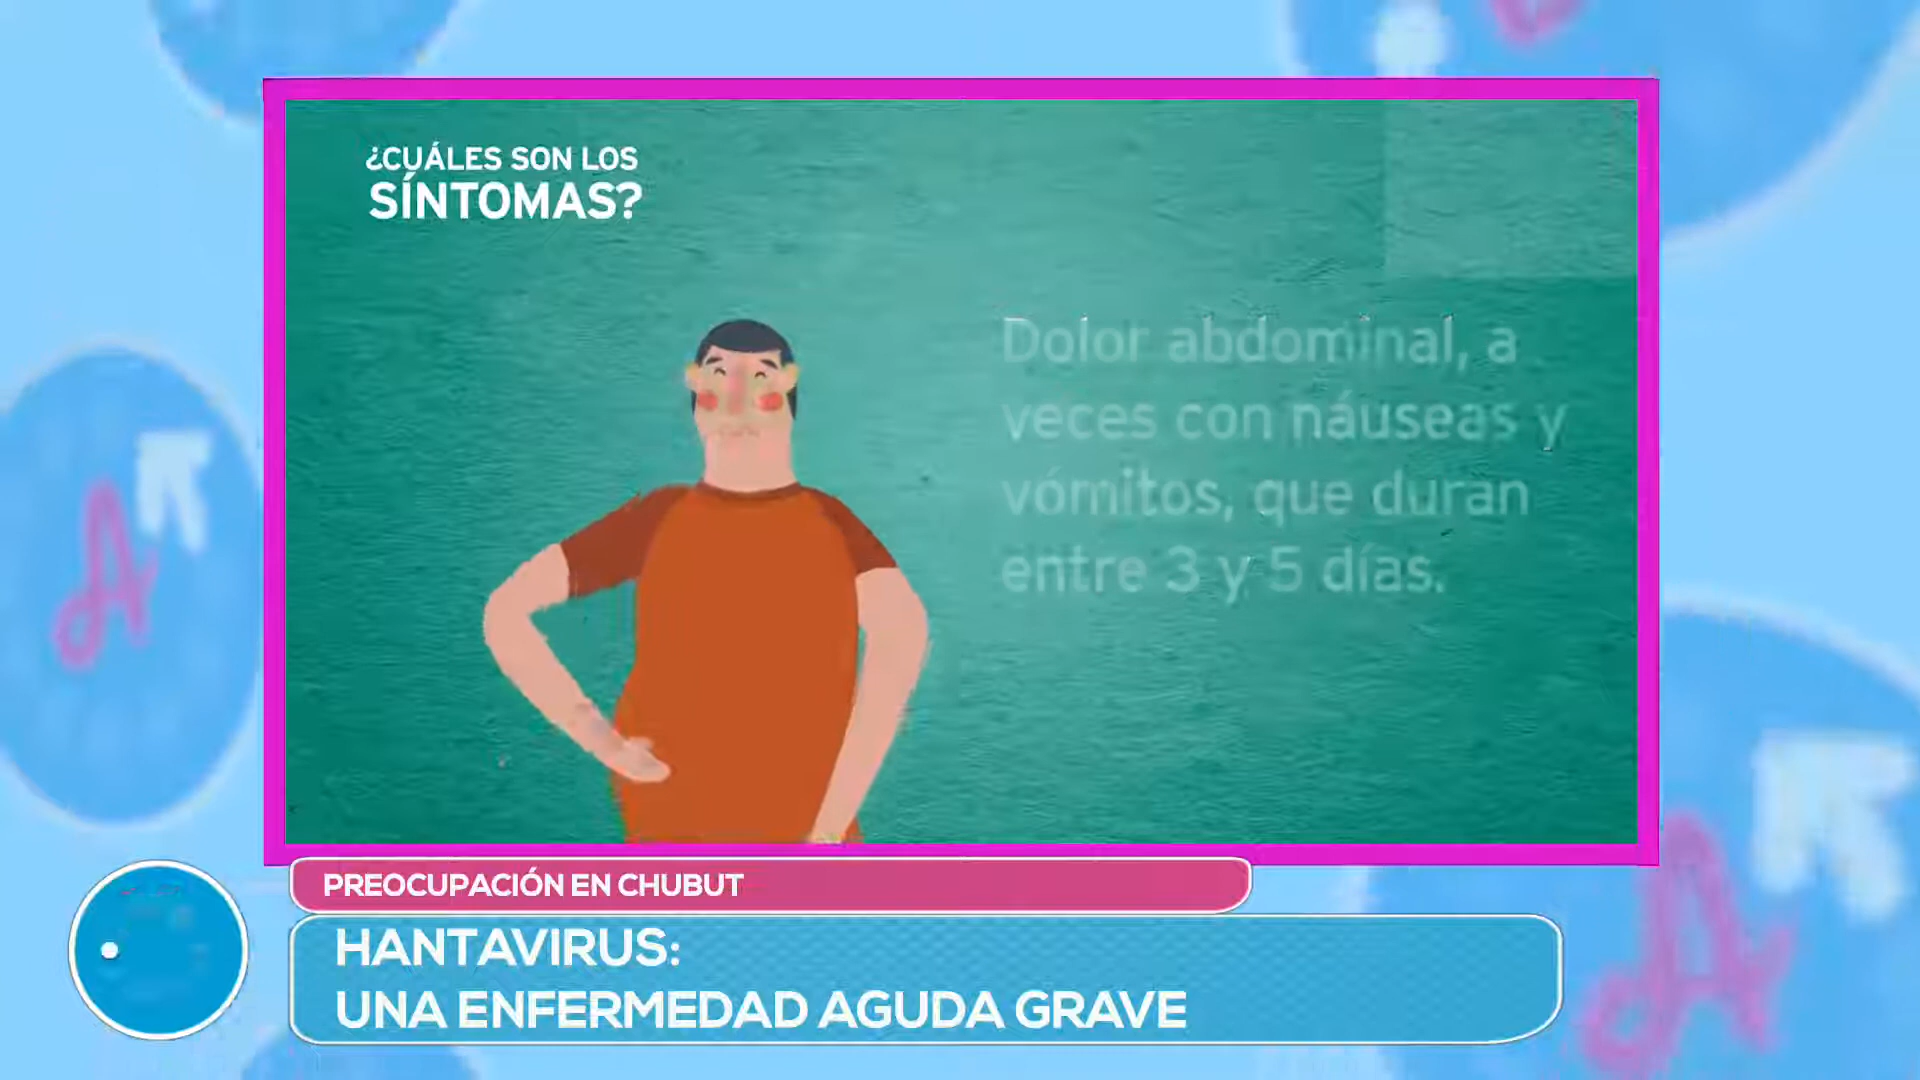 ¿CUÁLES SON LOS
SÍNTOMAS?
Dolor abdominal, a
veces con náuseas y
vómitos, que duran
entre 3 y 5 días.
PREOCUPACIÓN EN CHUBUT
HANTAVIRUS:
UNA ENFERMEDAD AGUDA GRAVE